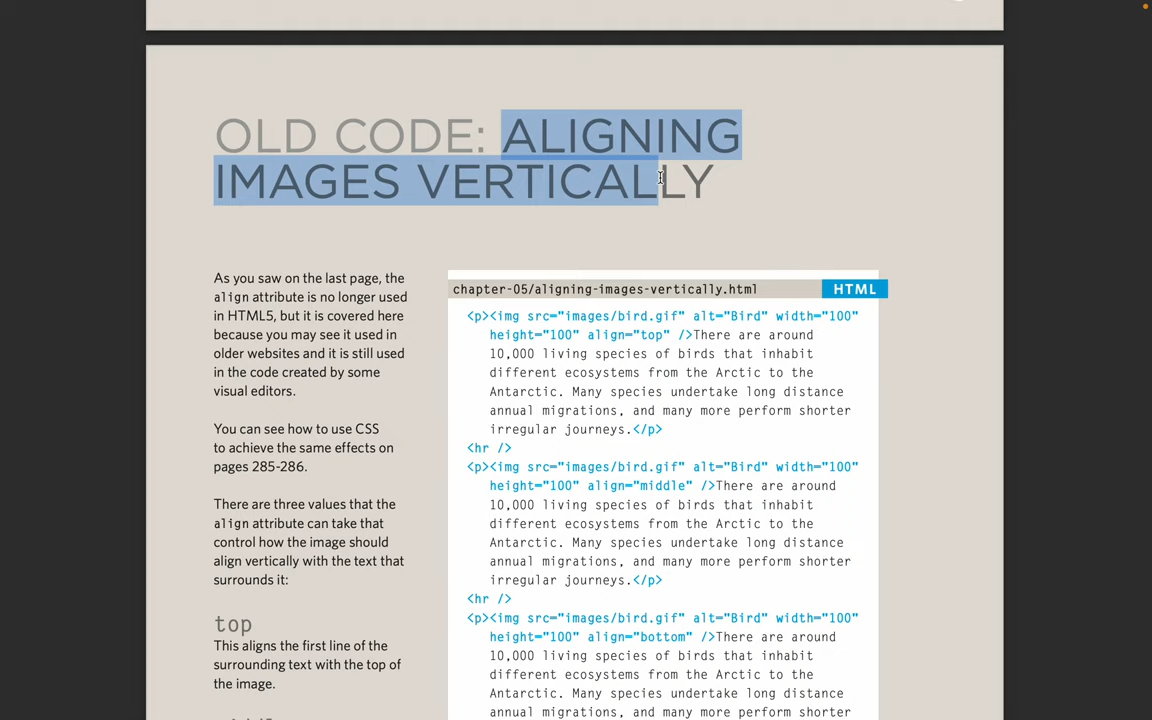 OLD CODE: ALIGNING
IMAGES VERTICALLY
As you saw on the last page, the
align attribute is no longer used
in HTML5, but it is covered here
because you may see it used in
older websites and it is still used
in the code created by some
visual editors.
You can see how to use CSS
to achieve the same effects on
pages 285-286.
There are three values that the
align attribute can take that
control how the image should
align vertically with the text that
surrounds it:
top
This aligns the first line of the
surrounding text with the top of
the image.
chapter-05/aligning-images-vertically.html
HTML
<p><img src="images/bird.gif" alt="Bird" width="100"
height="100" align="top" />There are around
10,000 living species of birds that inhabit
different ecosystems from the Arctic to the
Antarctic. Many species undertake long distance
annual migrations, and many more perform shorter
irregular journeys.</p>
<hr />
<p><img src="images/bird.gif" alt="Bird" width="100"
height="100" align="middle" />There are around
10,000 living species of birds that inhabit
different ecosystems from the Arctic to the
Antarctic. Many species undertake long distance
annual migrations, and many more perform shorter
irregular journeys.</p>
<hr />
<p><img src="images/bird.gif" alt="Bird" width="100"
height="100" align="bottom" />There are around
10,000 living species of birds that inhabit
different ecosystems from the Arctic to the
Antarctic. Many species undertake long distance
annual migrations, and many more perform shorter